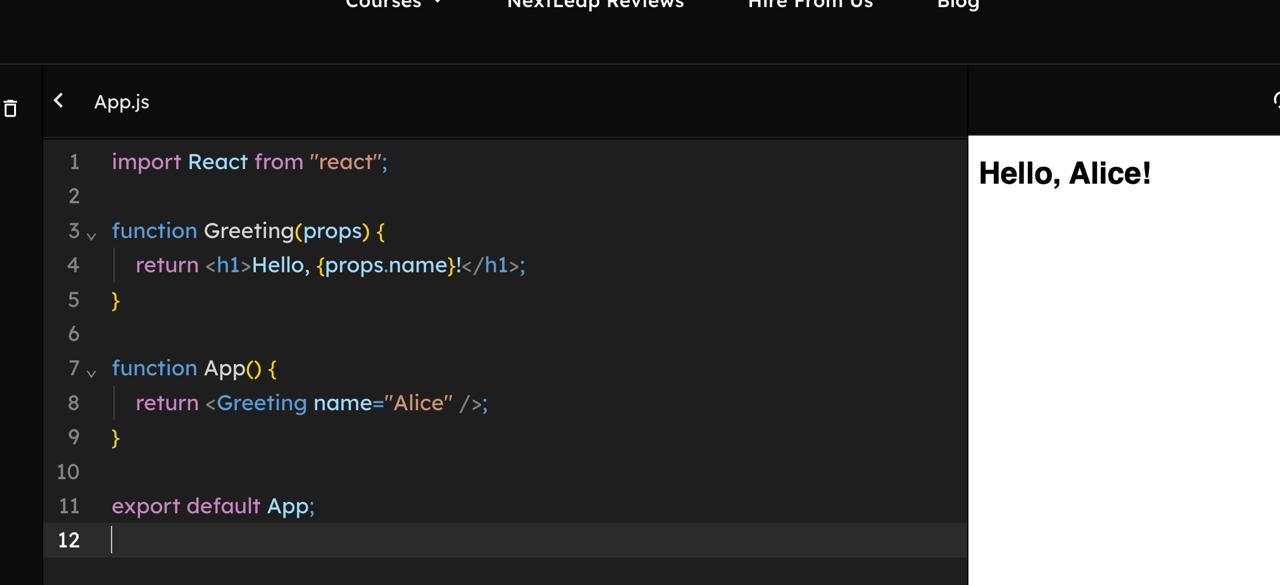 Courses NextLeap Reviews Hire From Us Blog
App.js
1 import React from "react";
2
3 function Greeting(props) {
4 return <h1>Hello, {props.name}!</h1>;
5 }
6
7 function App() {
8 return <Greeting name="Alice" />;
9 }
10
11 export default App;
12
Hello, Alice!